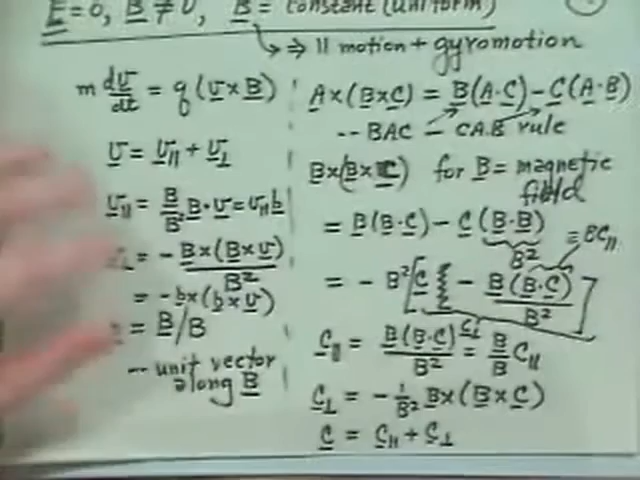 E=0, B≠0, B = constant (uniform)
→ ⇒ || motion + gyromotion
m dv/dt = q (v×B)
v = v|| + v⊥
v|| = B/B² B·v = v|| b
⊥ = - B×(B×v)/B²
= -b×(b×v)
= B/B
-- unit vector
along B
A×(B×C) = B(A·C) - C(A·B)
-- BAC - CAB rule
B×(B×C) for B = magnetic
field
= B(B·C) - C(B·B)
B² ≡ BC||
= - B² [C - B(B·C)/B²]
C⊥
C|| = B(B·C)/B² = B/B C||
C⊥ = - 1/B² B×(B×C)
C = C|| + C⊥